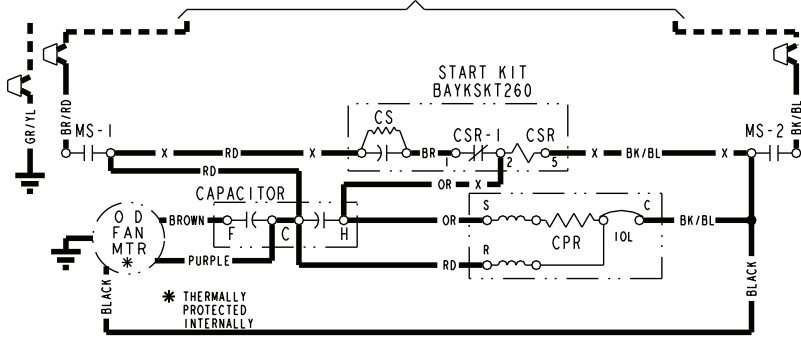 START KIT
BAYKSKT260
GR/YL
BR/RD
BK/BL
MS-1
CS
CSR-1
CSR
MS-2
X
RD
X
BR
1
2
5
X
BK/BL
X
RD
OR
X
CAPACITOR
O D
FAN
MTR
*
BROWN
F
C
H
OR
S
CPR
IOL
C
BK/BL
R
PURPLE
RD
BLACK
BLACK
* THERMALLY
PROTECTED
INTERNALLY